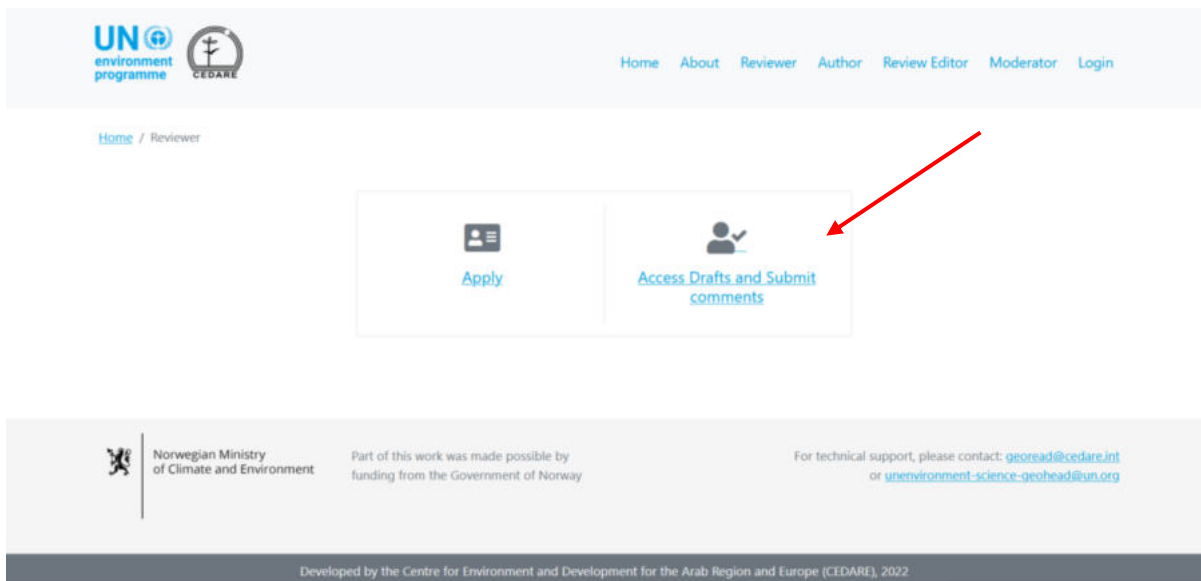 UN
environment
programme
CEDARE
Home About Reviewer Author Review Editor Moderator Login
Home / Reviewer
Apply
Access Drafts and Submit
comments
Norwegian Ministry
of Climate and Environment
Part of this work was made possible by
funding from the Government of Norway
For technical support, please contact: georead@cedare.int
or unenvironment-science-geohead@un.org
Developed by the Centre for Environment and Development for the Arab Region and Europe (CEDARE), 2022